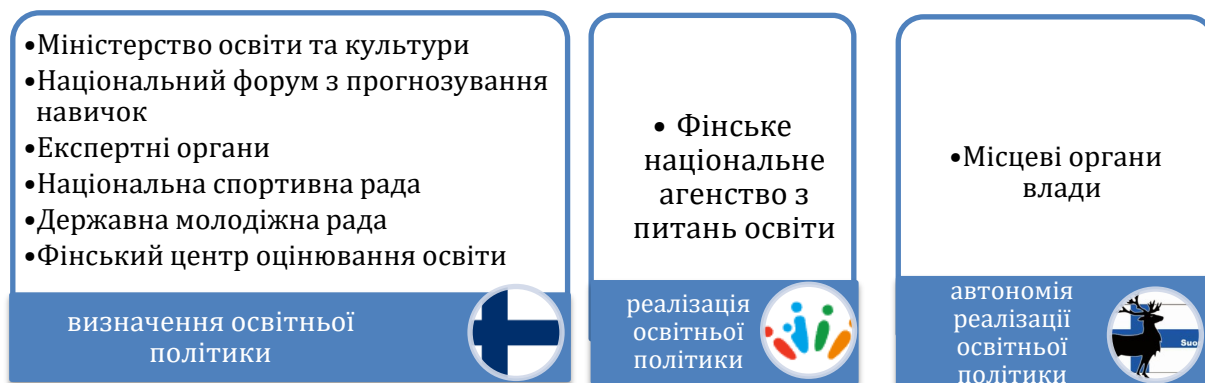 •Міністерство освіти та культури
•Національний форум з прогнозування
навичок
•Експертні органи
•Національна спортивна рада
•Державна молодіжна рада
•Фінський центр оцінювання освіти
визначення освітньої
політики
• Фінське
національне
агенство з
питань освіти
реалізація
освітньої
політики
•Місцеві органи
влади
автономія
реалізації
освітньої
політики
Suo